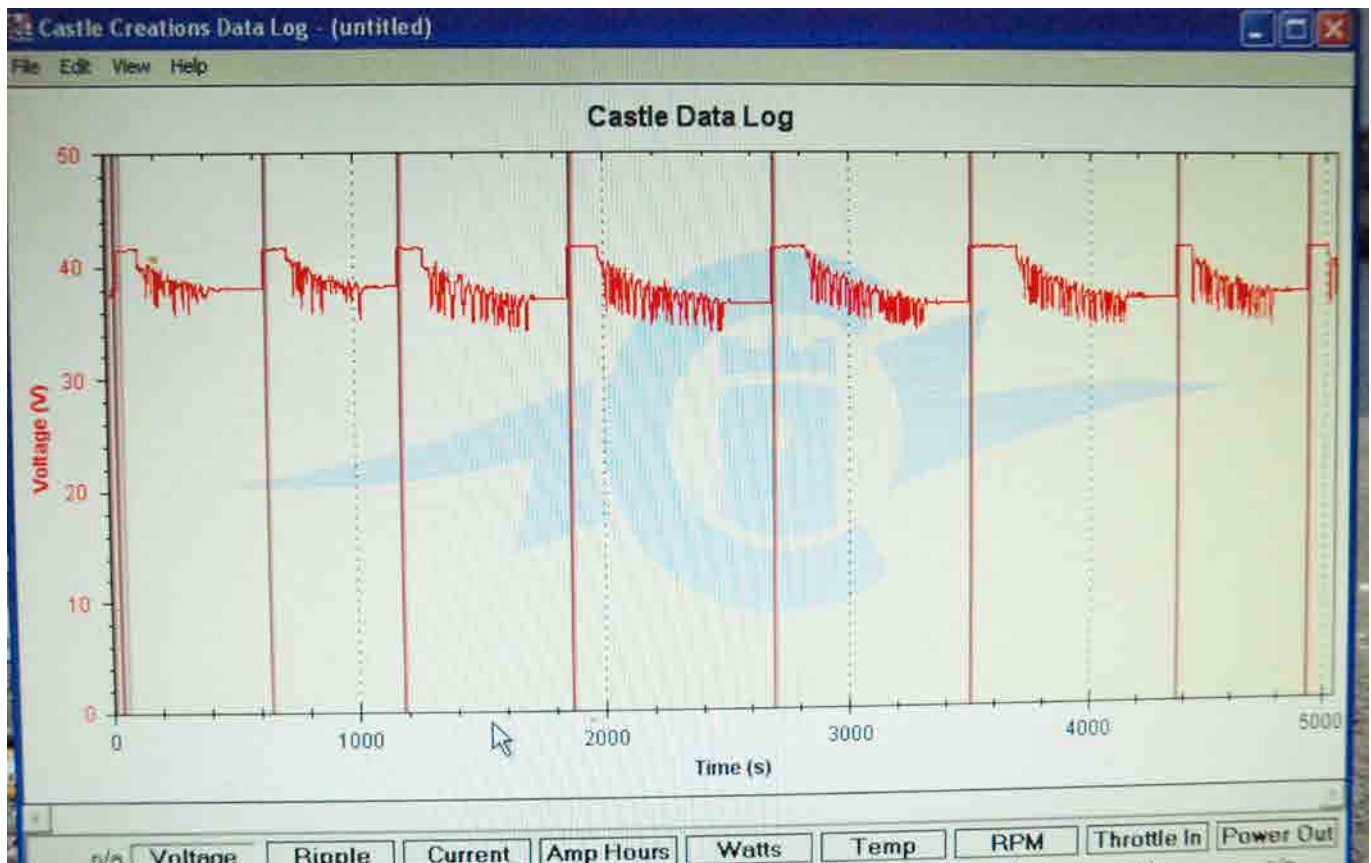 Castle Creations Data Log - (untitled)
File Edit View Help
Castle Data Log
50
40
30
20
10
0
Voltage (V)
0 1000 2000 3000 4000 5000
Time (s)
n/a Voltage Ripple Current Amp Hours Watts Temp RPM Throttle In Power Out